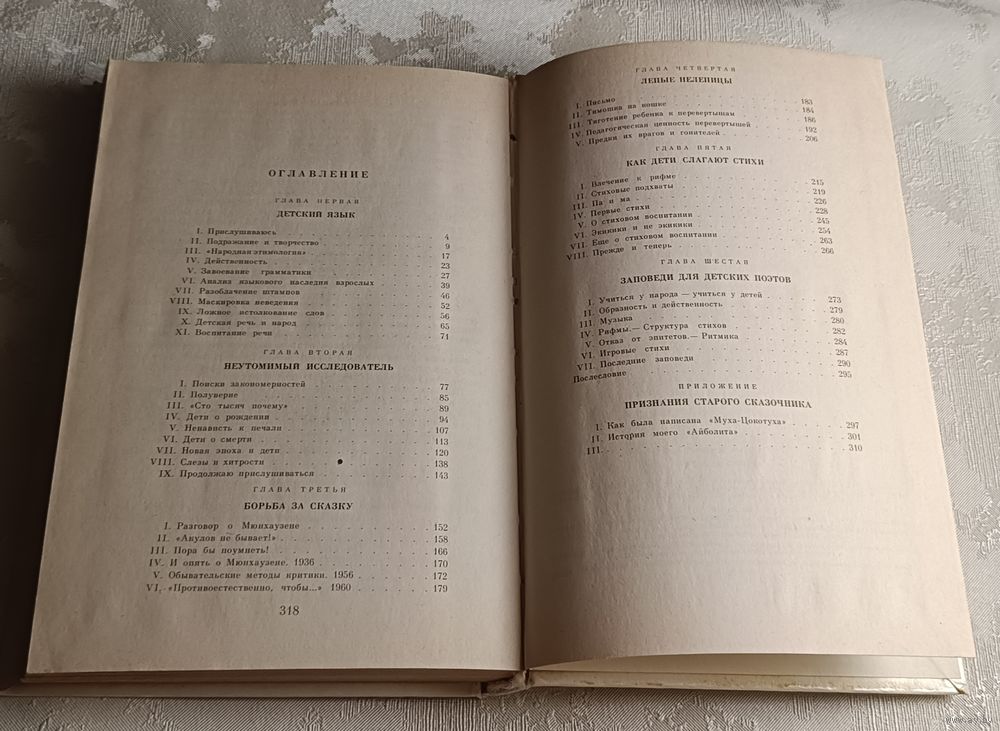 ОГЛАВЛЕНИЕ
ГЛАВА ПЕРВАЯ
ДЕТСКИЙ ЯЗЫК
I. Прислушиваюсь 4
II. Подражание и творчество 9
III. «Народная этимология» 17
IV. Действенность 23
V. Завоевание грамматики 27
VI. Анализ языкового наследия взрослых 39
VII. Разоблачение штампов 46
VIII. Маскировка неведения 52
IX. Ложное истолкование слов 56
X. Детская речь и народ 65
XI. Воспитание речи 71
ГЛАВА ВТОРАЯ
НЕУТОМИМЫЙ ИССЛЕДОВАТЕЛЬ
I. Поиски закономерностей 77
II. Полуверие 85
III. «Сто тысяч почему» 89
IV. Дети о рождении 94
V. Ненависть к печали 107
VI. Дети о смерти 113
VII. Новая эпоха и дети 120
VIII. Слезы и хитрости 138
IX. Продолжаю прислушиваться 143
ГЛАВА ТРЕТЬЯ
БОРЬБА ЗА СКАЗКУ
I. Разговор о Мюнхаузене 152
II. «Акулов не бывает!» 158
III. Пора бы поумнеть! 166
IV. И опять о Мюнхаузене. 1936 170
V. Обывательские методы критики. 1956 172
VI. «Противоестественно, чтобы...» 1960 179
318
ГЛАВА ЧЕТВЕРТАЯ
ЛЕПЫЕ НЕЛЕПИЦЫ
I. Письмо 183
II. Тимошка на кошке 184
III. Тяготение ребенка к перевертышам 186
IV. Педагогическая ценность перевертышей 192
V. Предки их врагов и гонителей 206
ГЛАВА ПЯТАЯ
КАК ДЕТИ СЛАГАЮТ СТИХИ
I. Влечение к рифме 215
II. Стиховые подхваты 219
III. Па и ма 226
IV. Первые стихи 228
V. О стиховом воспитании 245
VI. Экикики и не экикики 254
VII. Еще о стиховом воспитании 263
VIII. Прежде и теперь 266
ГЛАВА ШЕСТАЯ
ЗАПОВЕДИ ДЛЯ ДЕТСКИХ ПОЭТОВ
I. Учиться у народа — учиться у детей 273
II. Образность и действенность 279
III. Музыка 280
IV. Рифмы.— Структура стихов 282
V. Отказ от эпитетов.— Ритмика 284
VI. Игровые стихи 287
VII. Последние заповеди 290
Послесловие 295
ПРИЛОЖЕНИЕ
ПРИЗНАНИЯ СТАРОГО СКАЗОЧНИКА
I. Как была написана «Муха-Цокотуха» 297
II. История моего «Айболита» 301
III. 310